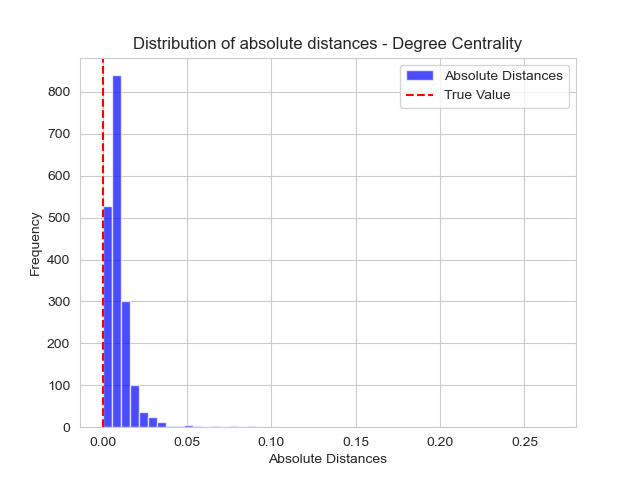 Distribution of absolute distances - Degree Centrality
Absolute Distances
True Value
Frequency
800
700
600
500
400
300
200
100
0
0.00 0.05 0.10 0.15 0.20 0.25
Absolute Distances